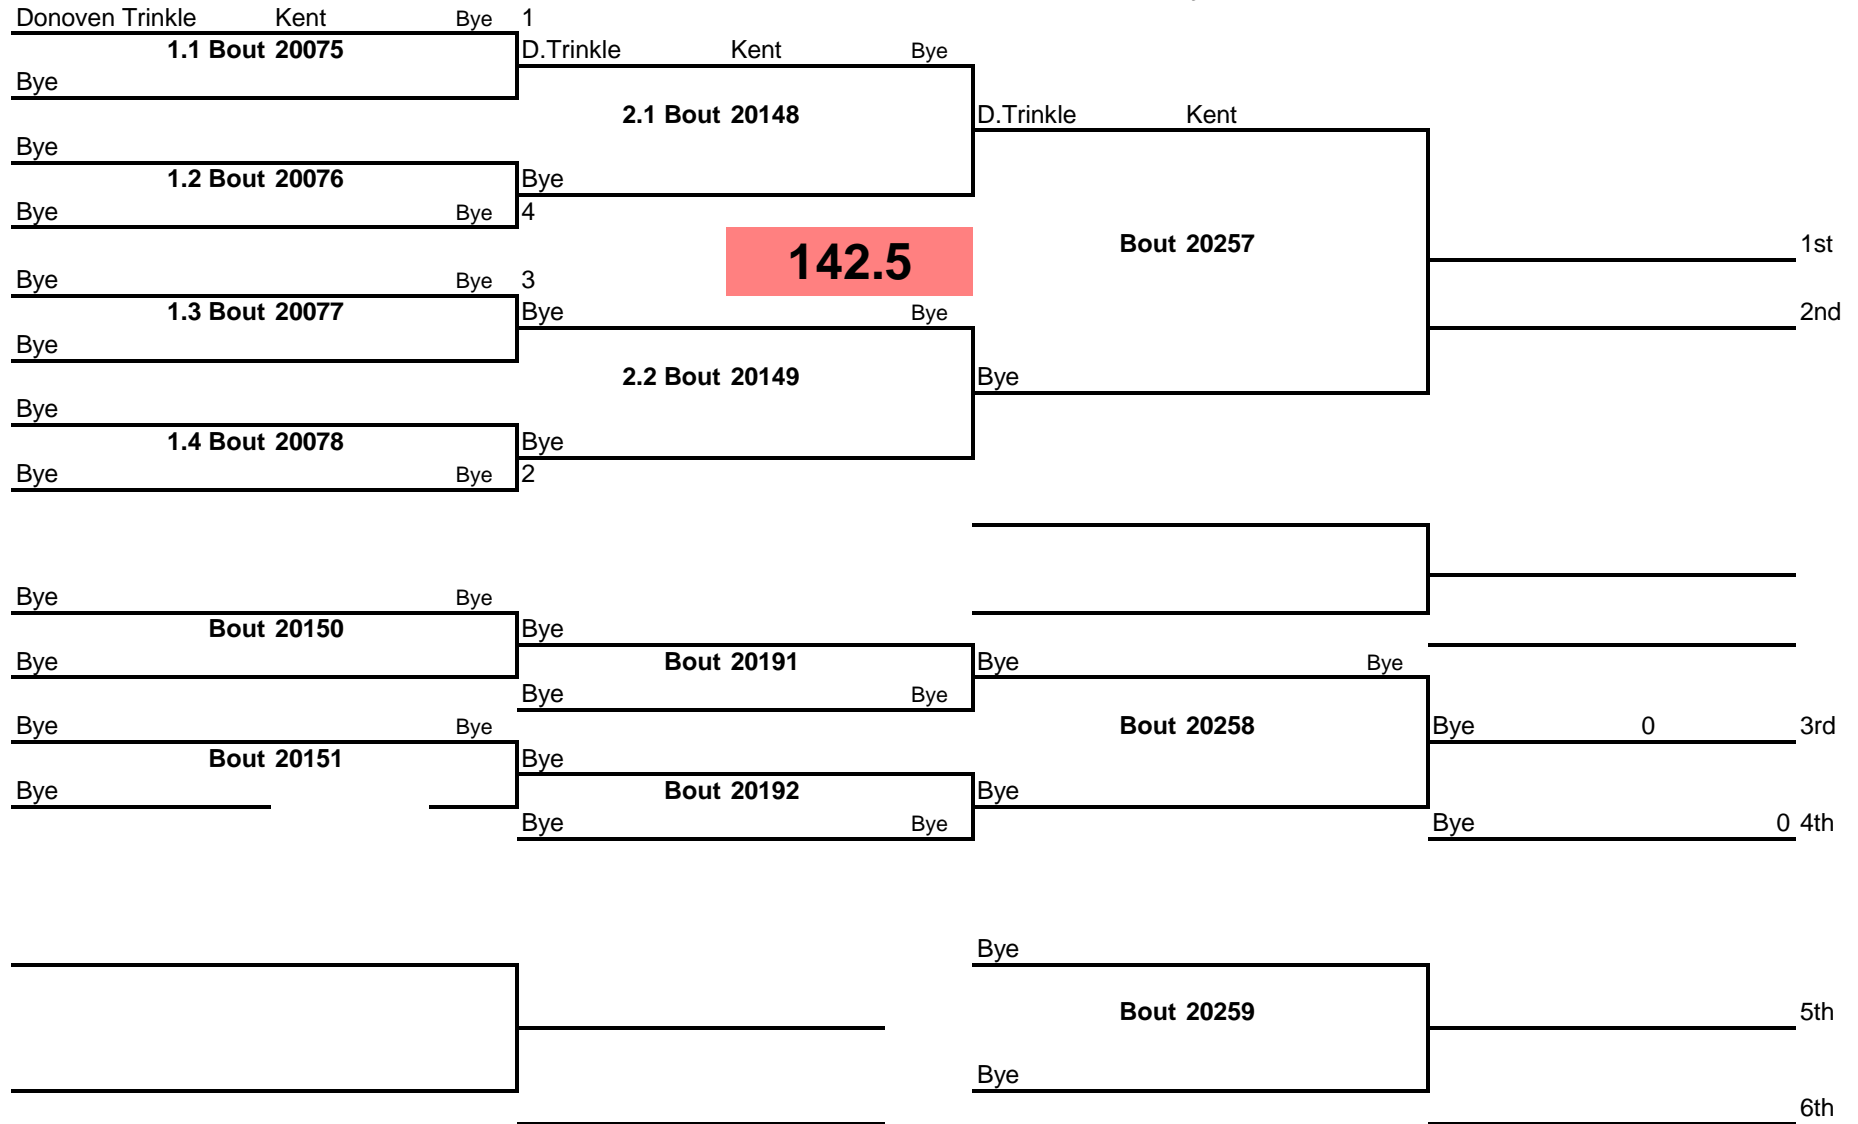 Donoven Trinkle Kent Bye 1
1.1 Bout 20075 D.Trinkle Kent Bye
Bye
2.1 Bout 20148 D.Trinkle Kent
Bye
1.2 Bout 20076 Bye
Bye Bye 4
142.5 Bout 20257 1st
Bye Bye 3
1.3 Bout 20077 Bye Bye 2nd
Bye
2.2 Bout 20149 Bye
Bye
1.4 Bout 20078 Bye
Bye Bye 2
Bye Bye
Bout 20150 Bye
Bye Bout 20191 Bye Bye
Bye Bye
Bye Bye Bout 20258 Bye 0 3rd
Bout 20151 Bye
Bye Bout 20192 Bye
Bye Bye Bye 0 4th
Bye
Bout 20259 5th
Bye
6th